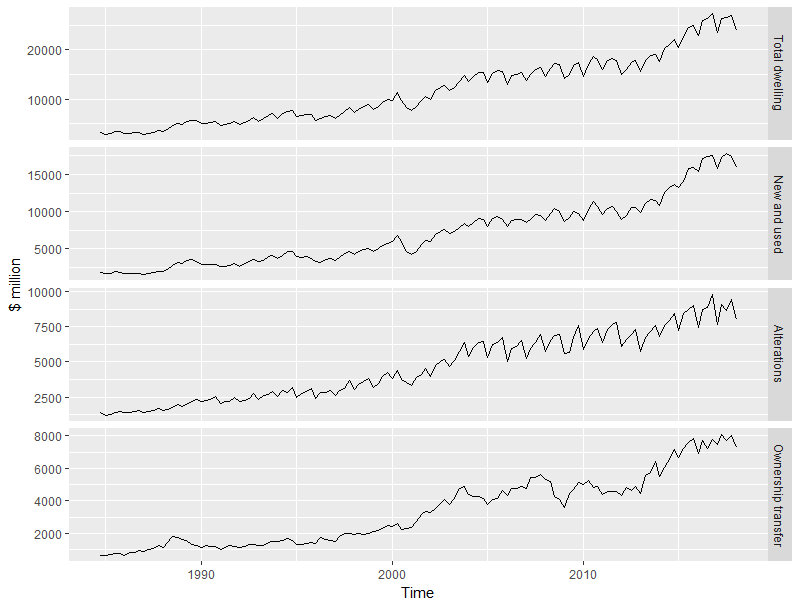 20000
10000
Total dwelling
15000
10000
5000
New and used
10000
7500
5000
2500
Alterations
8000
6000
4000
2000
Ownership transfer
$ million
1990
2000
2010
Time